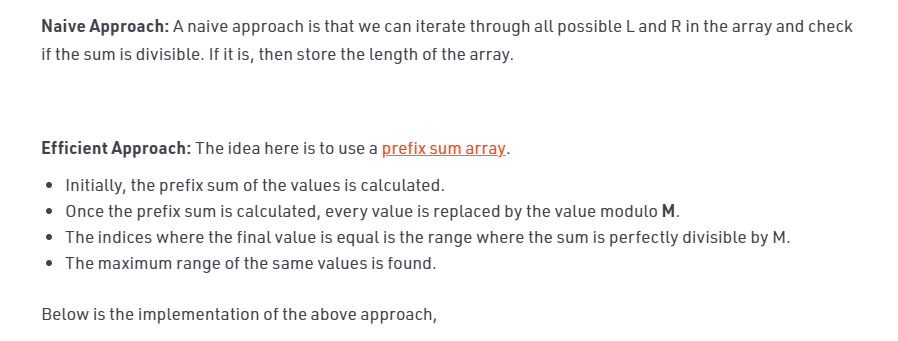 Naive Approach: A naive approach is that we can iterate through all possible L and R in the array and check
if the sum is divisible. If it is, then store the length of the array.
Efficient Approach: The idea here is to use a prefix sum array.
• Initially, the prefix sum of the values is calculated.
• Once the prefix sum is calculated, every value is replaced by the value modulo M.
• The indices where the final value is equal is the range where the sum is perfectly divisible by M.
• The maximum range of the same values is found.
Below is the implementation of the above approach,